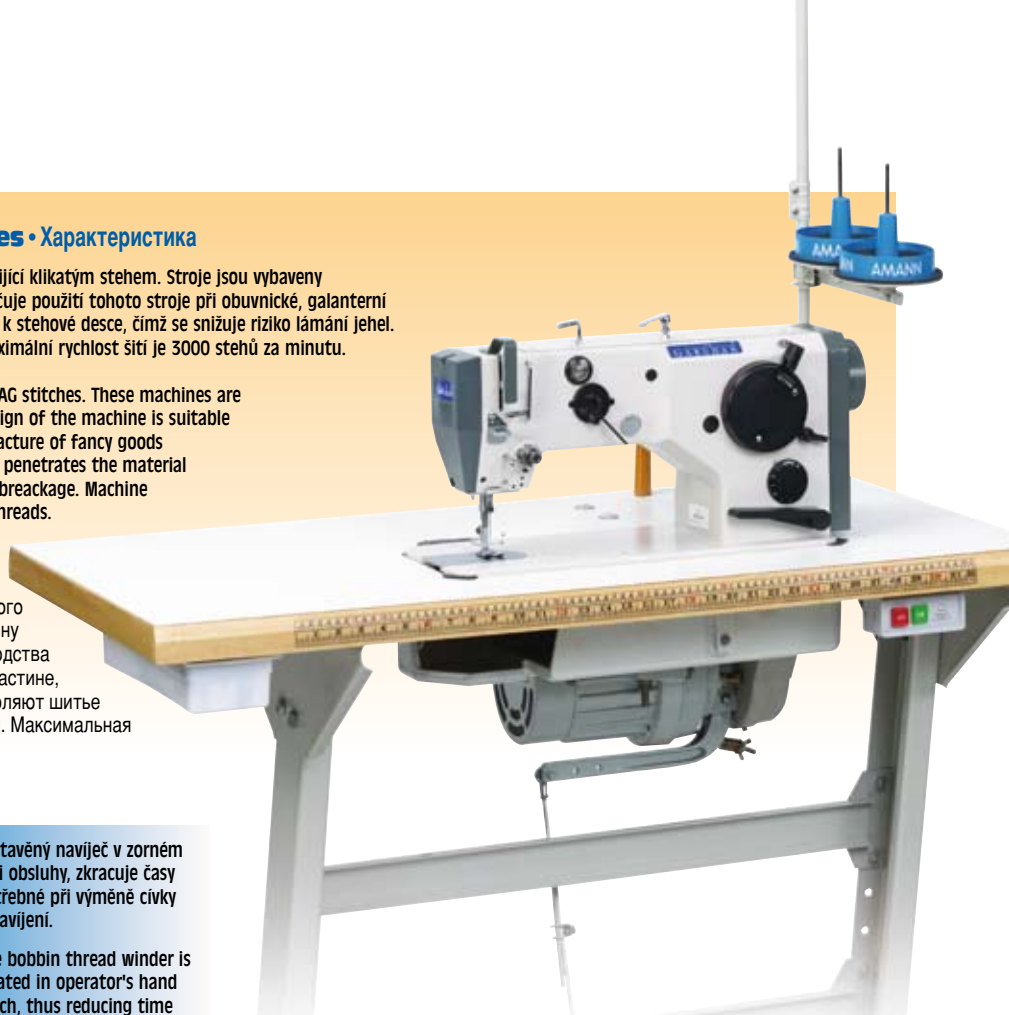 es • Характеристика
ijící klikatým stehem. Stroje jsou vybaveny
čuje použití tohoto stroje při obuvnické, galanterní
k stehové desce, čímž se snižuje riziko lámání jehel.
ximální rychlost šití je 3000 stehů za minutu.
AG stitches. These machines are
ign of the machine is suitable
acture of fancy goods
penetrates the material
breackage. Machine
hreads.
ого
ну
одства
астине,
оляют шитье
. Максимальная
tavěný navíječ v zorném
i obsluhy, zkracuje časy
třebné při výměně cívky
avíjení.
e bobbin thread winder is
ated in operator's hand
ch, thus reducing time
AMANN
AMANN